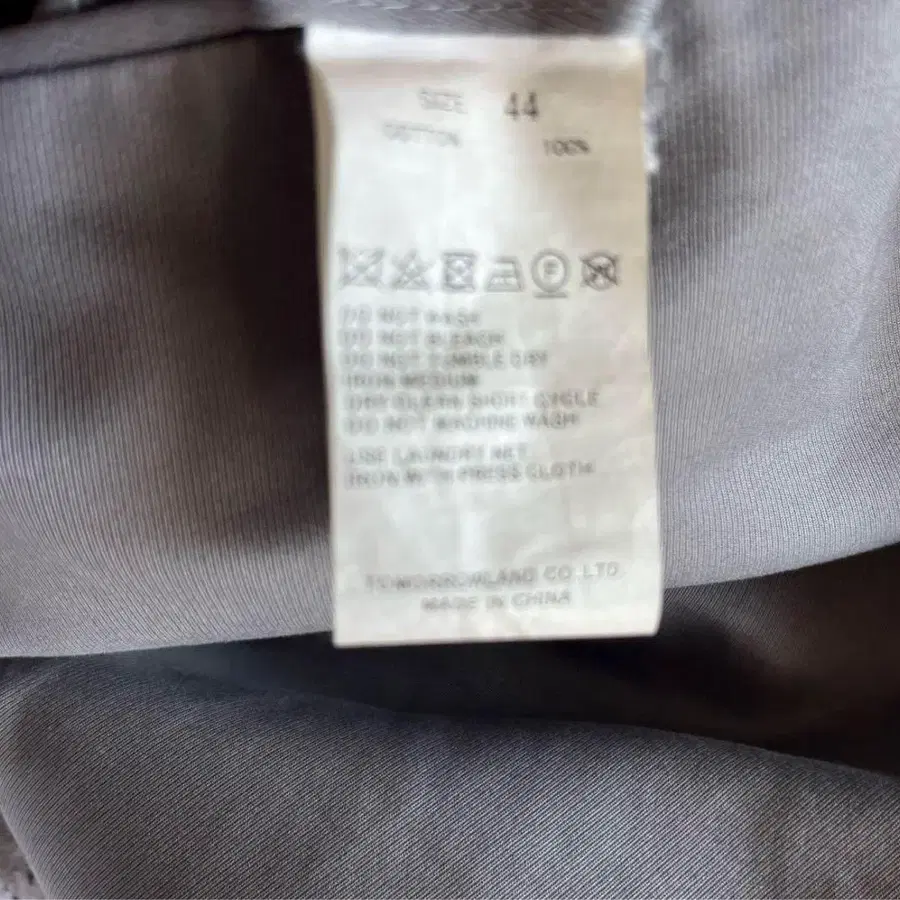 SIZE 44
COTTON 100%
F
DO NOT WASH
DO NOT BLEACH
DO NOT TUMBLE DRY
IRON MEDIUM
DRY CLEAN SHORT CYCLE
DO NOT MACHINE WASH
USE LAUNDRY NET
IRON WITH PRESS CLOTH
TOMORROWLAND CO.,LTD.
MADE IN CHINA